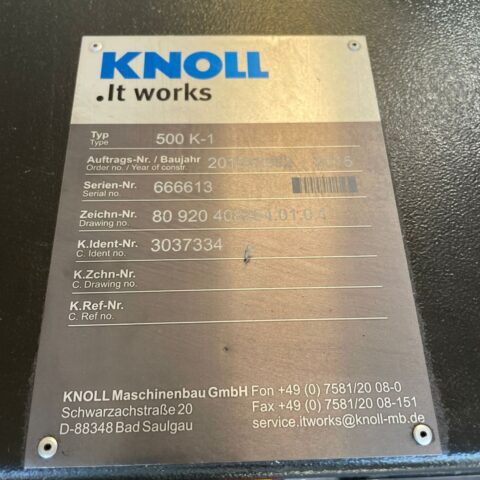 KNOLL
.It works
Typ 500 K-1
Type
Auftrags-Nr. / Baujahr
Order no. / Year of constr.
Serien-Nr. 666613
Serial no.
Zeichn-Nr. 80 920
Drawing no.
K.Ident-Nr. 3037334
C. Ident no.
K.Zchn-Nr.
C. Drawing no.
K.Ref-Nr.
C. Ref no.
KNOLL Maschinenbau GmbH Fon +49 (0) 7581/20 08-0
Schwarzachstraße 20 Fax +49 (0) 7581/20 08-151
D-88348 Bad Saulgau service.itworks@knoll-mb.de